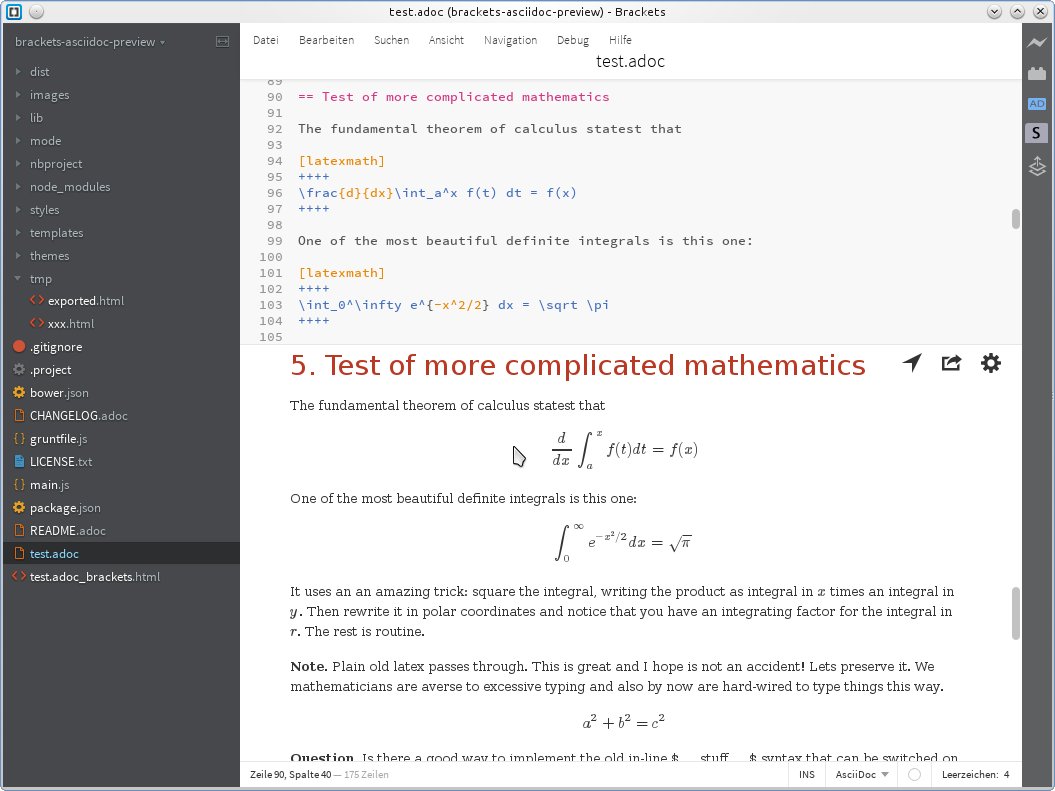 test.adoc (brackets-asciidoc-preview) - Brackets
brackets-asciidoc-preview
dist
images
lib
mode
nbproject
node_modules
styles
templates
themes
tmp
exported.html
xxx.html
.gitignore
.project
bower.json
CHANGELOG.adoc
gruntfile.js
LICENSE.txt
main.js
package.json
README.adoc
test.adoc
test.adoc_brackets.html
Datei Bearbeiten Suchen Ansicht Navigation Debug Hilfe
test.adoc
89
90 == Test of more complicated mathematics
91
92 The fundamental theorem of calculus statest that
93
94 [latexmath]
95 ++++
96 \frac{d}{dx}\int_a^x f(t) dt = f(x)
97 ++++
98
99 One of the most beautiful definite integrals is this one:
100
101 [latexmath]
102 ++++
103 \int_0^\infty e^{-x^2/2} dx = \sqrt \pi
104 ++++
105
5. Test of more complicated mathematics
The fundamental theorem of calculus statest that
d/dx ∫_a^x f(t)dt = f(x)
One of the most beautiful definite integrals is this one:
∫_0^∞ e^{−x²/2} dx = √π
It uses an an amazing trick: square the integral, writing the product as integral in x times an integral in
y. Then rewrite it in polar coordinates and notice that you have an integrating factor for the integral in
r. The rest is routine.
Note. Plain old latex passes through. This is great and I hope is not an accident! Lets preserve it. We
mathematicians are averse to excessive typing and also by now are hard-wired to type things this way.
a² + b² = c²
Question. Is there a good way to implement the old in-line $ ... stuff ... $ syntax that can be switched on
Zeile 90, Spalte 40 — 175 Zeilen
INS AsciiDoc Leerzeichen: 4
AD
S